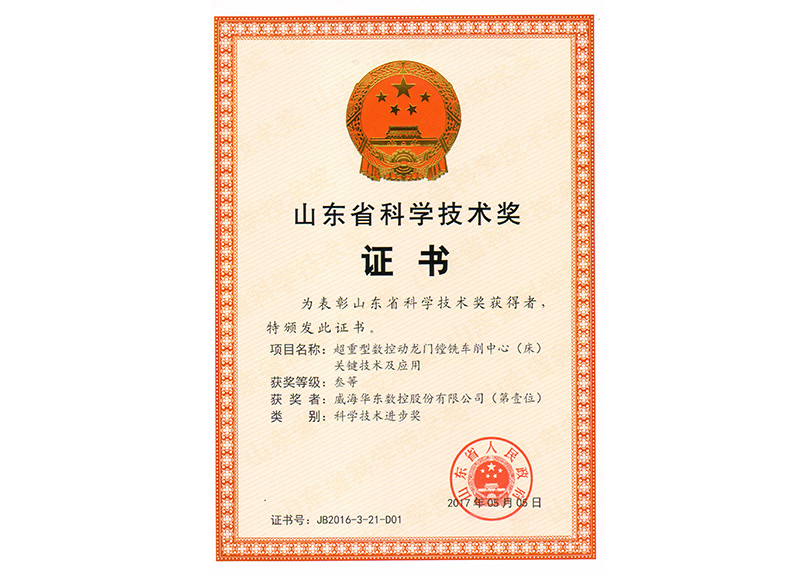 山东省科学技术奖
证书
为表彰山东省科学技术奖获得者，
特颁发此证书。
项目名称：超重型数控动龙门镗铣车削中心（床）
关键技术及应用
获奖等级：叁等
获奖者：威海华东数控股份有限公司（第壹位）
类别：科学技术进步奖
山东省人民政府
2017年05月05日
证书号：JB2016-3-21-D01